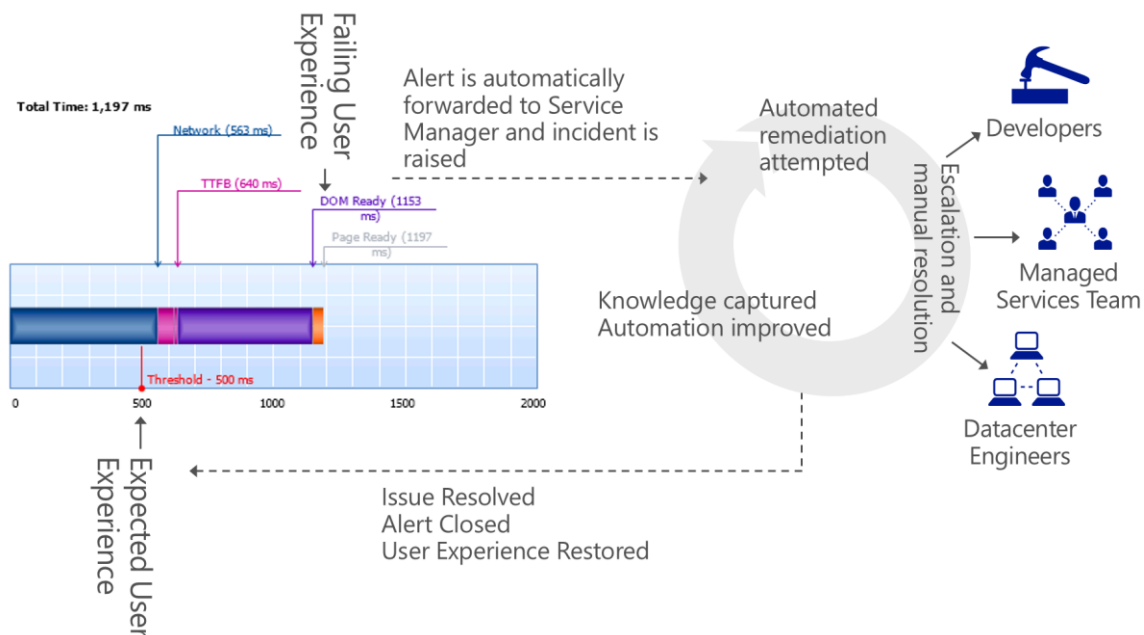 Failing User
Experience
Total Time: 1,197 ms
Network (563 ms)
TTFB (640 ms)
DOM Ready (1153
ms)
Page Ready (1197
ms)
Threshold - 500 ms
0 500 1000 1500 2000
Expected User
Experience
Alert is automatically
forwarded to Service
Manager and incident is
raised
Automated
remediation
attempted
Knowledge captured
Automation improved
Escalation and
manual resolution
Developers
Managed
Services Team
Datacenter
Engineers
Issue Resolved
Alert Closed
User Experience Restored